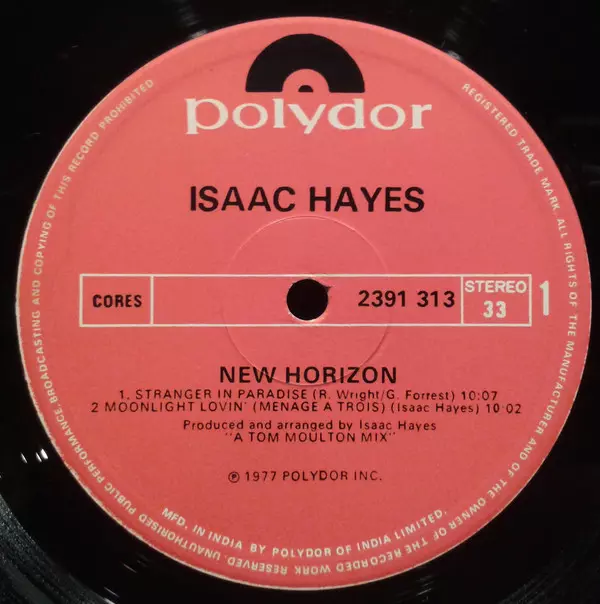 polydor
ISAAC HAYES
CORES
2391 313
STEREO
33
1
NEW HORIZON
1. STRANGER IN PARADISE (R. Wright/G. Forrest) 10:07
2 MOONLIGHT LOVIN' (MENAGE A TROIS) (Isaac Hayes) 10:02
Produced and arranged by Isaac Hayes
"A TOM MOULTON MIX"
℗ 1977 POLYDOR INC.
REGISTERED TRADE MARK. ALL RIGHTS OF THE MANUFACTURER AND OF THE OWNER OF THE RECORDED WORK RESERVED. UNAUTHORISED PUBLIC PERFORMANCE·BROADCASTING AND COPYING OF THIS RECORD PROHIBITED
MFD. IN INDIA BY POLYDOR OF INDIA LIMITED.